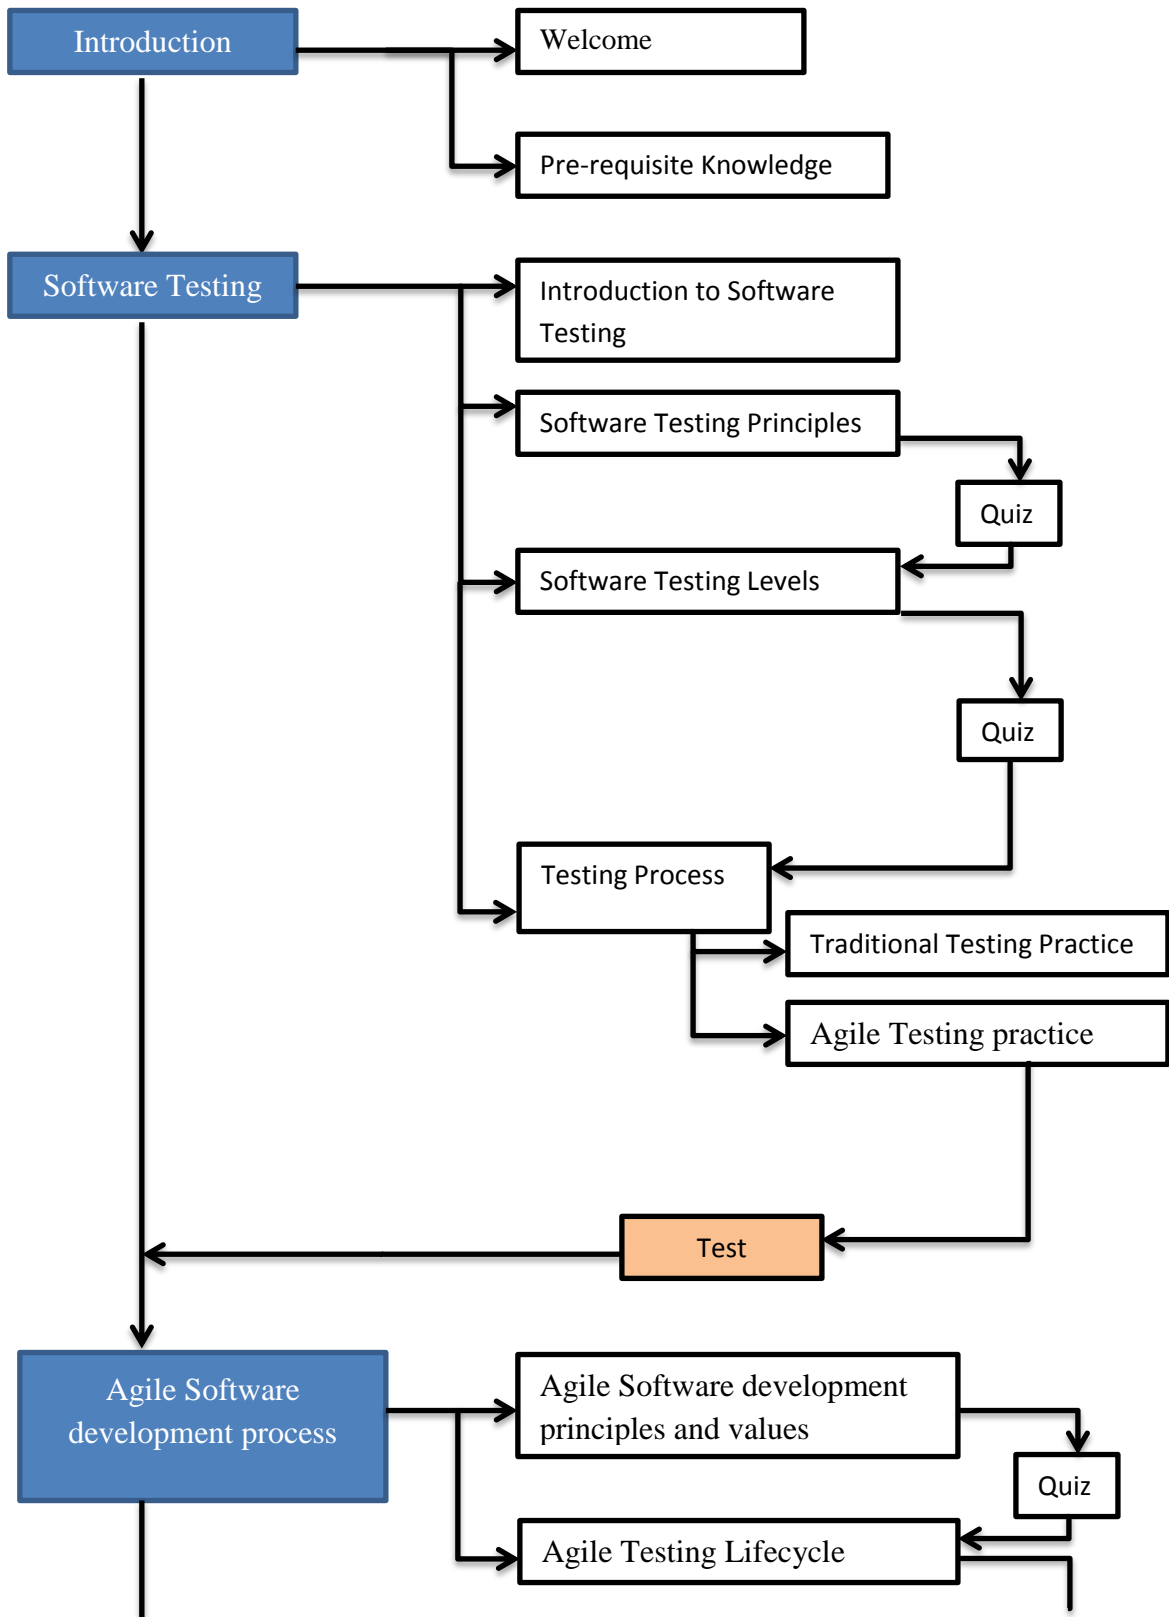 Introduction
Welcome
Pre-requisite Knowledge
Software Testing
Introduction to Software
Testing
Software Testing Principles
Quiz
Software Testing Levels
Quiz
Testing Process
Traditional Testing Practice
Agile Testing practice
Test
Agile Software
development process
Agile Software development
principles and values
Quiz
Agile Testing Lifecycle